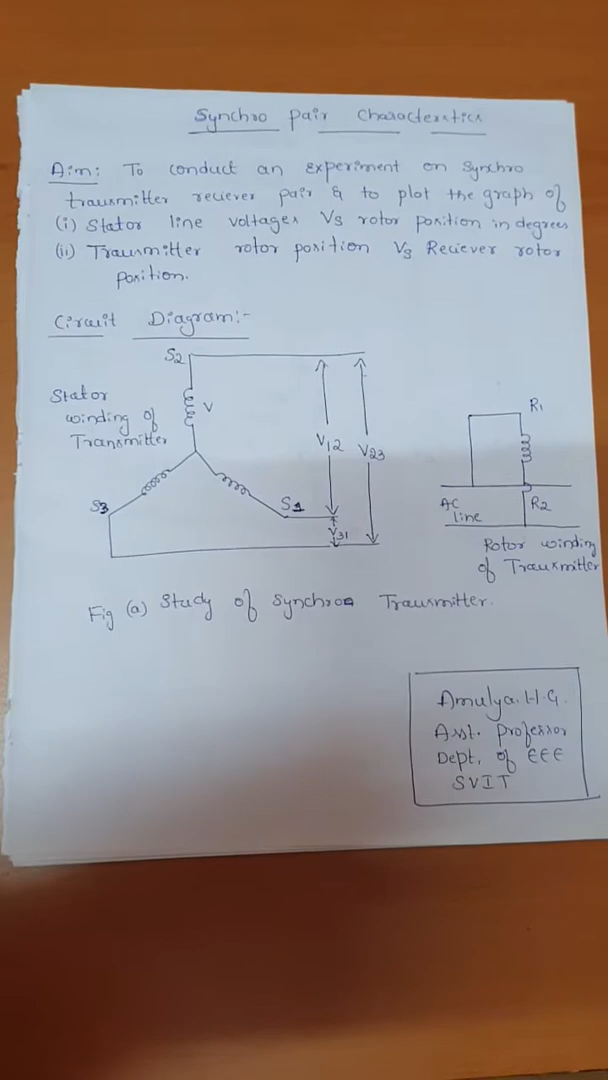 Synchro pair characteristics
Aim: To conduct an experiment on Synchro
transmitter reciever pair & to plot the graph of
(i) Stator line voltages Vs rotor position in degrees
(ii) Transmitter rotor position Vs Reciever rotor
position.
Circuit Diagram:-
S2
Stator
winding of
Transmitter
V
V12
V23
S3
S1
V31
R1
AC
line
R2
Rotor winding
of Transmitter
Fig (a) Study of Synchro Transmitter.
Amulya.H.G.
Asst. Professor
Dept. of EEE
SVIT